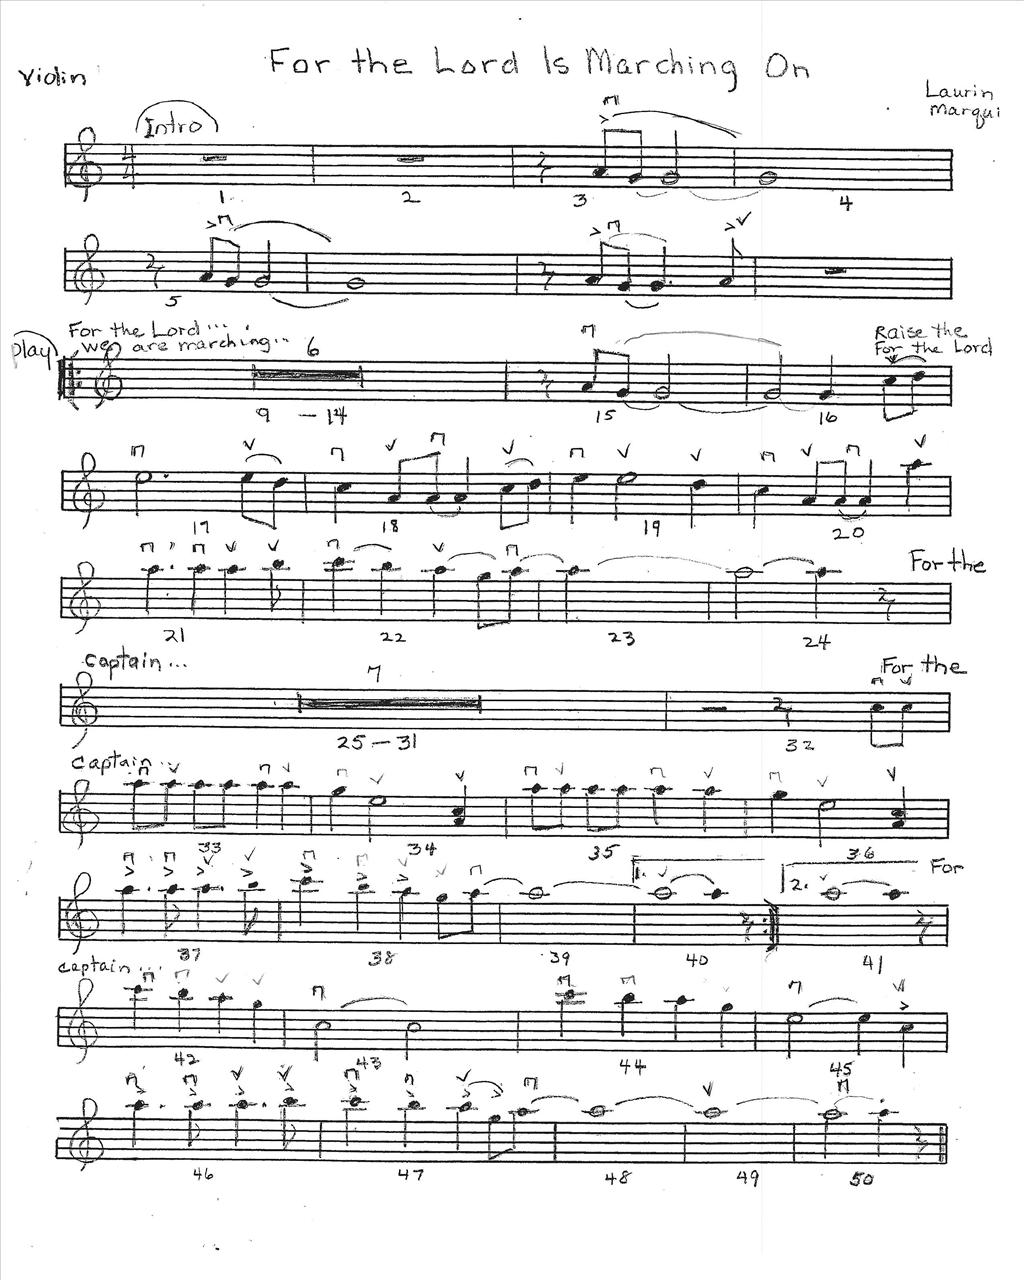 For the Lord Is Marching On
Violin
Laurin
Marqui
Intro
1 2 3 4
5
For the Lord ...
Play we are marching... 6 Raise the
For the Lord
9 - 14 15 16
17 18 19 20
For the
21 22 23 24
captain ... 7 For the
25 - 31 32
captain ...
33 34 35 36
1. 2. For
37 38 39 40 41
captain ...
42 43 44 45
46 47 48 49 50